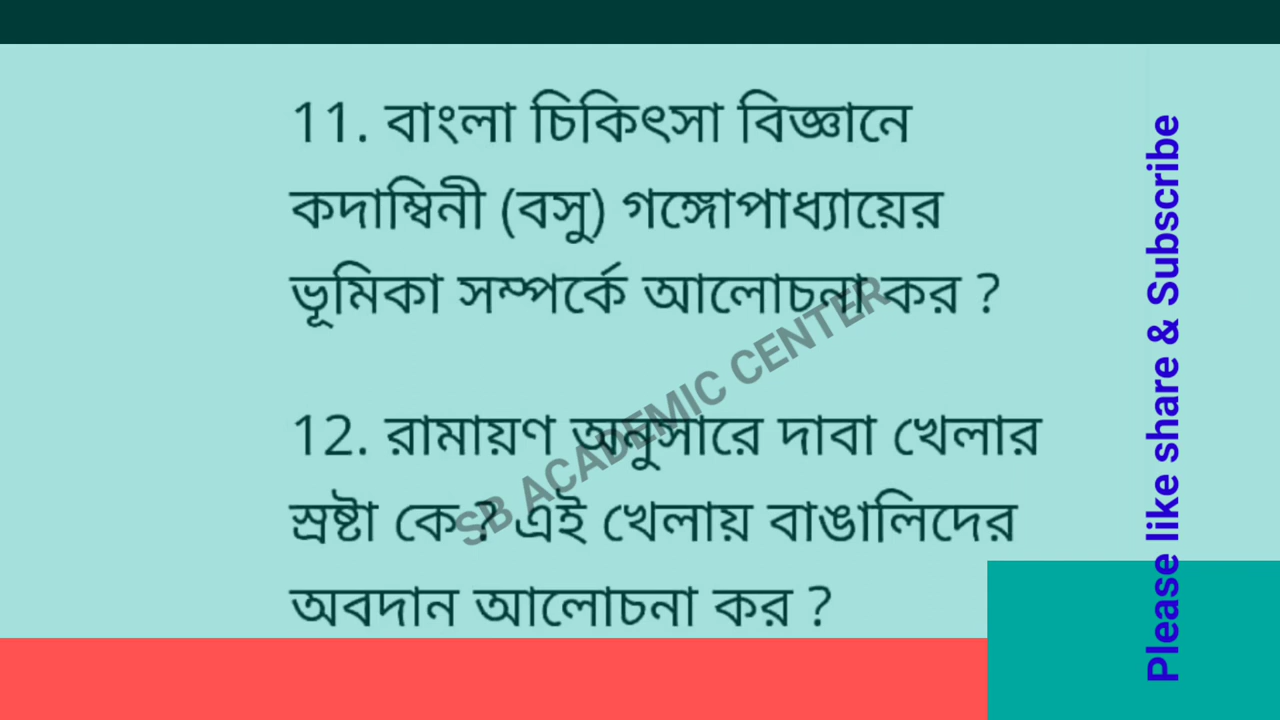 11. বাংলা চিকিৎসা বিজ্ঞানে
কদাম্বিনী (বসু) গঙ্গোপাধ্যায়ের
ভূমিকা সম্পর্কে আলোচনা কর ?
12. রামায়ণ অনুসারে দাবা খেলার
স্রষ্টা কে ? এই খেলায় বাঙালিদের
অবদান আলোচনা কর ?
SB ACADEMIC CENTER
Please like share & Subscribe